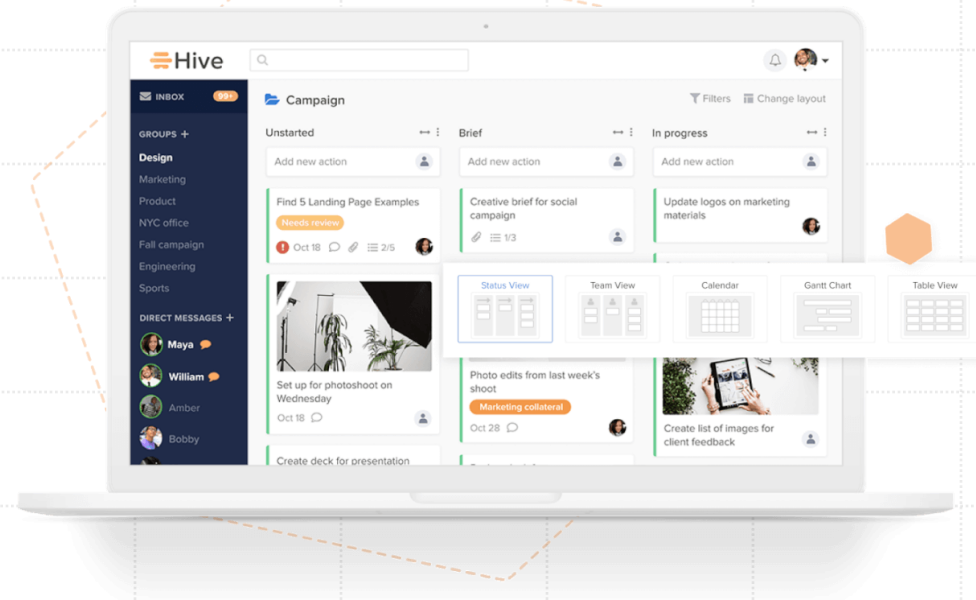 Hive
INBOX
99+
GROUPS +
Design
Marketing
Product
NYC office
Fall campaign
Engineering
Sports
DIRECT MESSAGES +
Maya
William
Amber
Bobby
Campaign
Filters
Change layout
Unstarted
Add new action
Find 5 Landing Page Examples
Needs review
Oct 18
2/5
Set up for photoshoot on
Wednesday
Oct 18
Create deck for presentation
Brief
Add new action
Creative brief for social
campaign
1/3
Photo edits from last week's
shoot
Marketing collateral
Oct 28
In progress
Add new action
Update logos on marketing
materials
Create list of images for
client feedback
Status View
Team View
Calendar
Gantt Chart
Table View